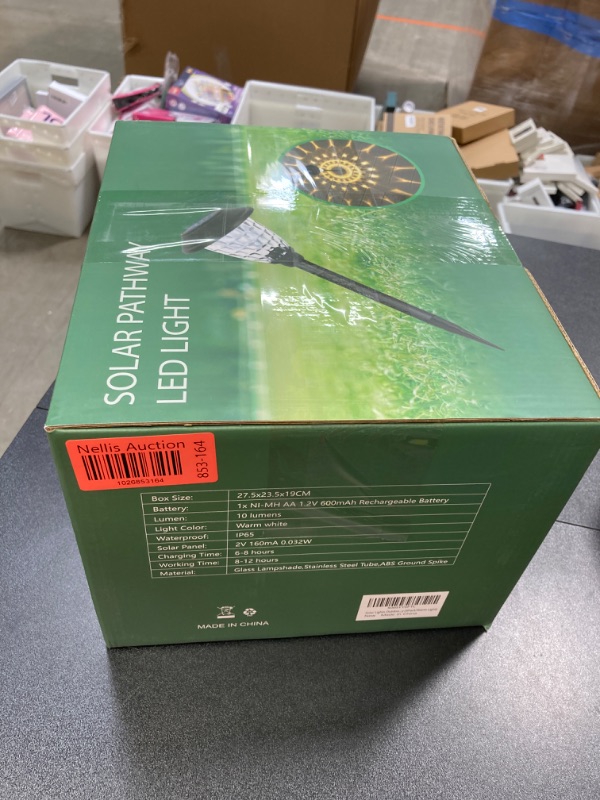 SOLAR PATHWAY
LED LIGHT
Nellis Auction
1020853164
853-164
Box Size: 27.5x23.5x19CM
Battery: 1x NI-MH AA 1.2V 600mAh Rechargeable Battery
Lumen: 10 lumens
Light Color: Warm white
Waterproof: IP65
Solar Panel: 2V 160mA 0.032W
Charging Time: 6-8 hours
Working Time: 8-12 hours
Material: Glass Lampshade,Stainless Steel Tube,ABS Ground Spike
MADE IN CHINA